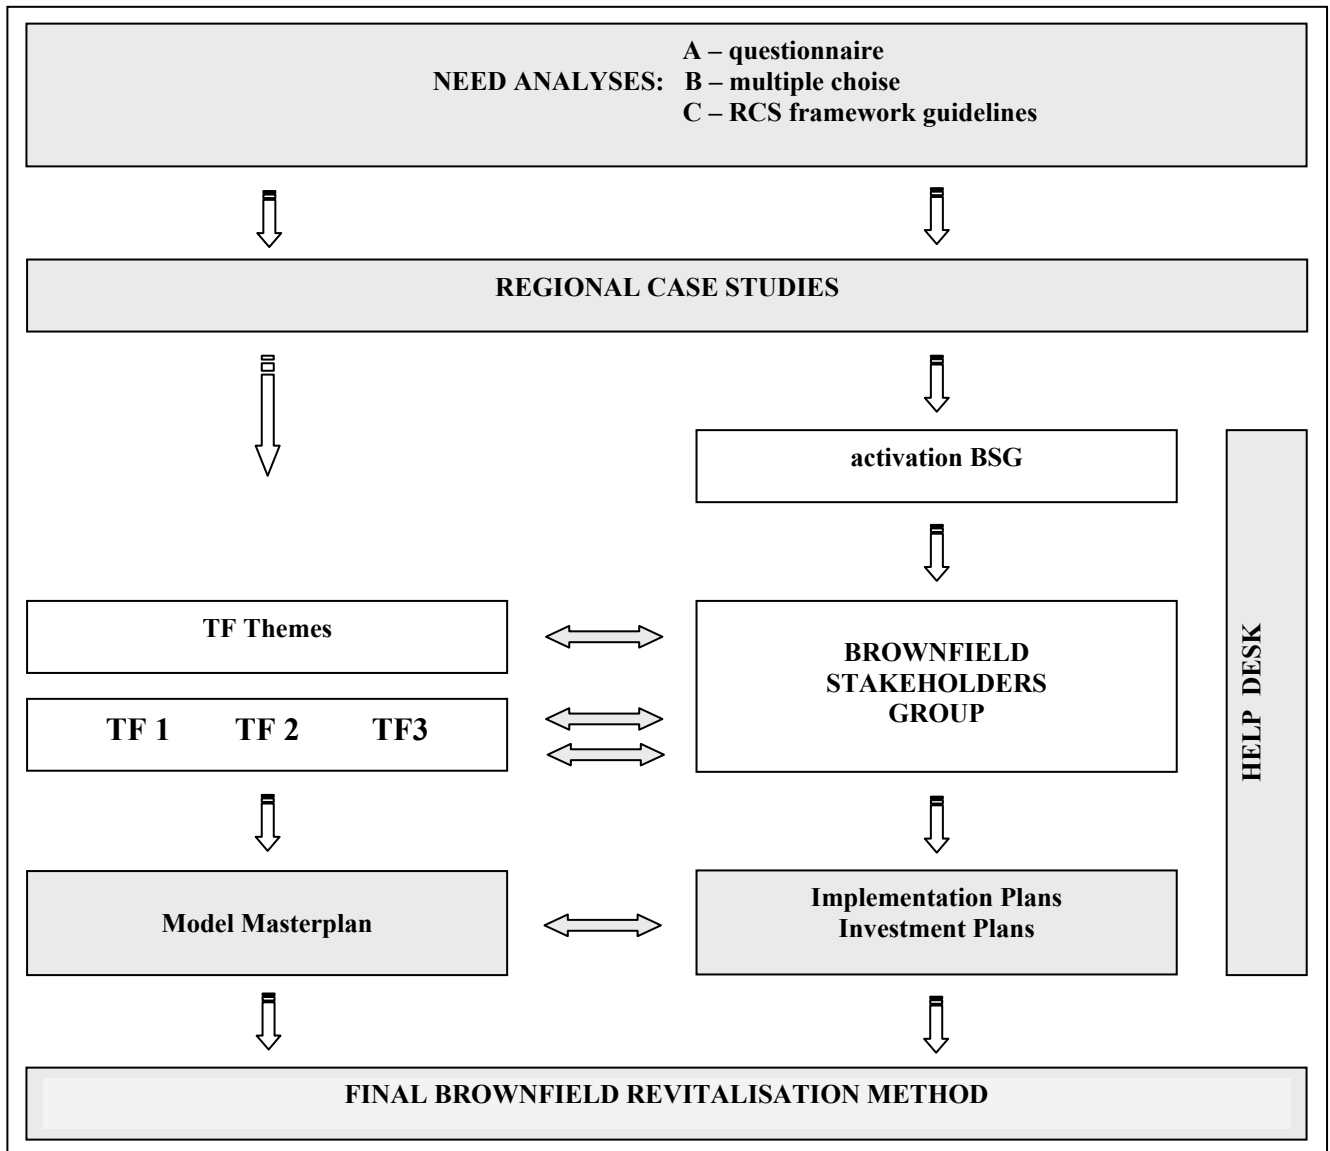 A – questionnaire
NEED ANALYSES: B – multiple choise
C – RCS framework guidelines
REGIONAL CASE STUDIES
activation BSG
TF Themes
BROWNFIELD
STAKEHOLDERS
GROUP
TF 1 TF 2 TF3
HELP DESK
Model Masterplan
Implementation Plans
Investment Plans
FINAL BROWNFIELD REVITALISATION METHOD